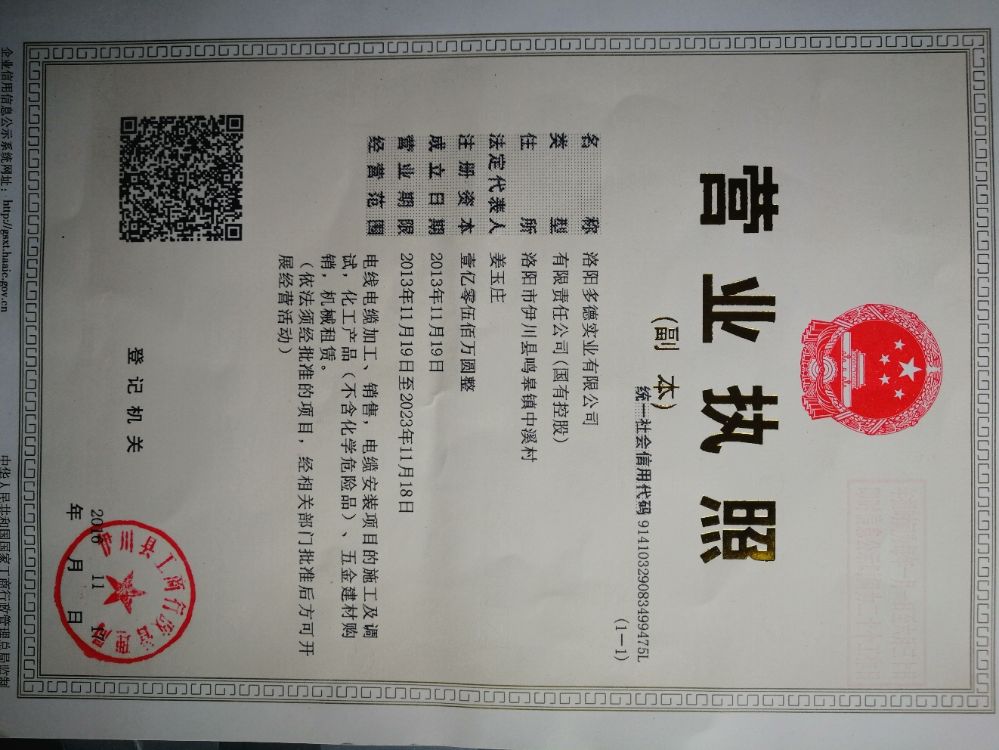 营业执照
(副 本)
统一社会信用代码 91410329083499475L
(1-1)
名 称 洛阳多德实业有限公司
类 型 有限责任公司(国有控股)
住 所 洛阳市伊川县鸣皋镇中溪村
法定代表人 姜玉庄
注册资本 壹亿零伍佰万圆整
成立日期 2013年11月19日
营业期限 2013年11月19日至2023年11月18日
经营范围 电线电缆加工、销售，电缆安装项目的施工及调
试，化工产品（不含化学危险品）、五金建材购
销，机械租赁。
（依法须经批准的项目，经相关部门批准后方可开
展经营活动）
登记机关
伊川县工商行政管理局
2016 年 11 月 日
企业信用信息公示系统网址：http://gsxt.haaic.gov.cn
中华人民共和国国家工商行政管理总局监制